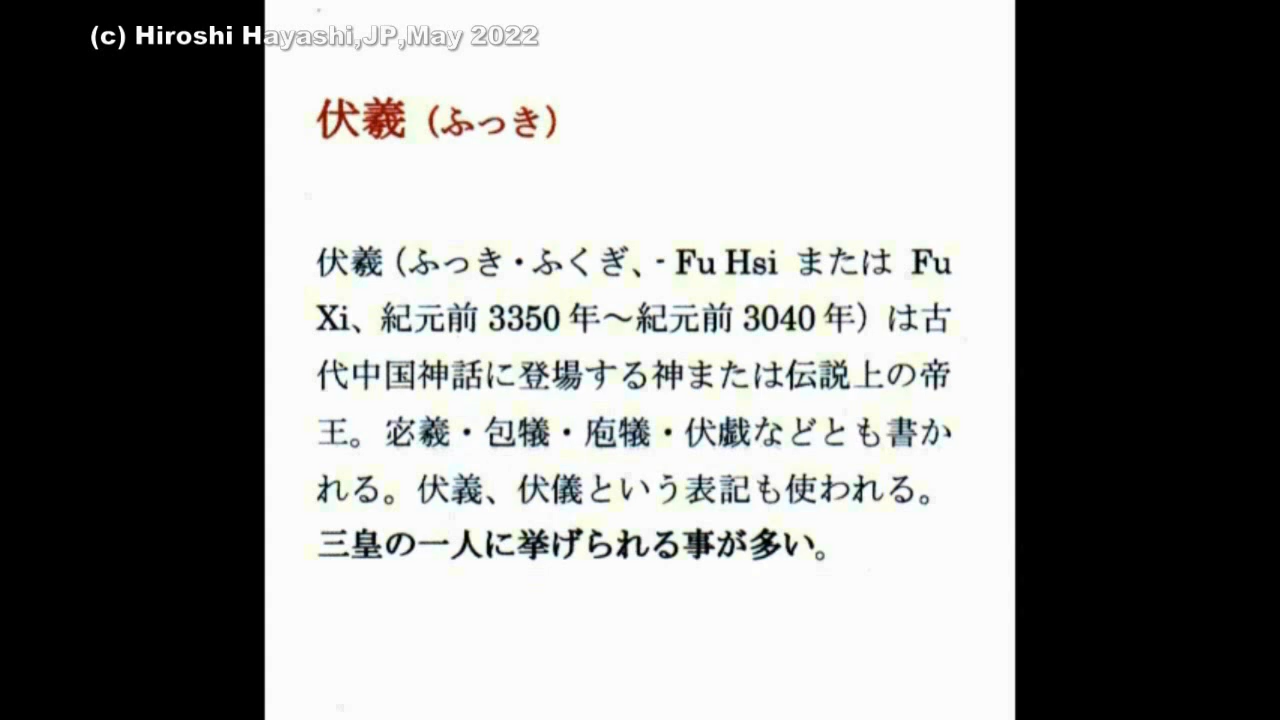 (c) Hiroshi Hayashi,JP,May 2022
伏羲（ふっき）
伏羲（ふっき・ふくぎ、- Fu Hsi または Fu
Xi、紀元前 3350 年～紀元前 3040 年）は古
代中国神話に登場する神または伝説上の帝
王。宓羲・包犠・庖犠・伏戯などとも書か
れる。伏義、伏儀という表記も使われる。
三皇の一人に挙げられる事が多い。